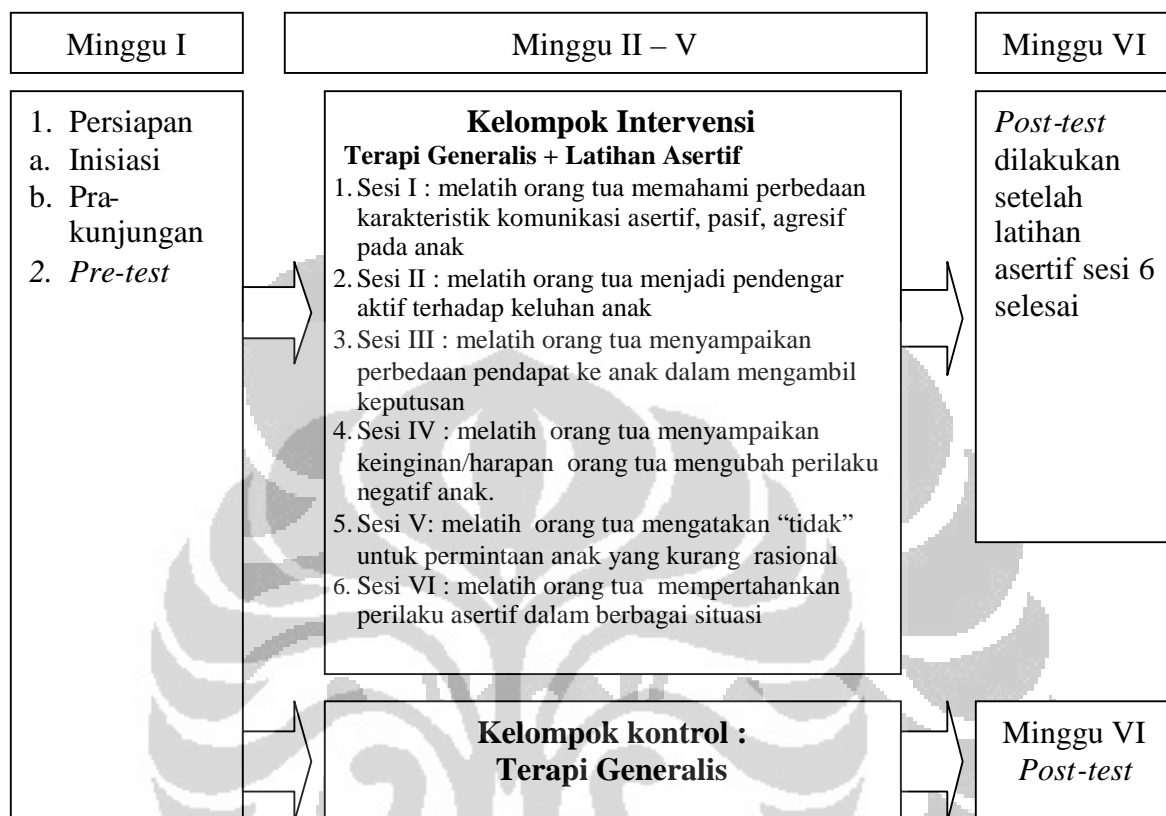 Minggu I
Minggu II – V
Minggu VI
1. Persiapan
a. Inisiasi
b. Pra-
kunjungan
2. Pre-test
Kelompok Intervensi
Terapi Generalis + Latihan Asertif
1. Sesi I : melatih orang tua memahami perbedaan
karakteristik komunikasi asertif, pasif, agresif
pada anak
2. Sesi II : melatih orang tua menjadi pendengar
aktif terhadap keluhan anak
3. Sesi III : melatih orang tua menyampaikan
perbedaan pendapat ke anak dalam mengambil
keputusan
4. Sesi IV : melatih orang tua menyampaikan
keinginan/harapan orang tua mengubah perilaku
negatif anak.
5. Sesi V: melatih orang tua mengatakan “tidak”
untuk permintaan anak yang kurang rasional
6. Sesi VI : melatih orang tua mempertahankan
perilaku asertif dalam berbagai situasi
Post-test
dilakukan
setelah
latihan
asertif sesi 6
selesai
Kelompok kontrol :
Terapi Generalis
Minggu VI
Post-test